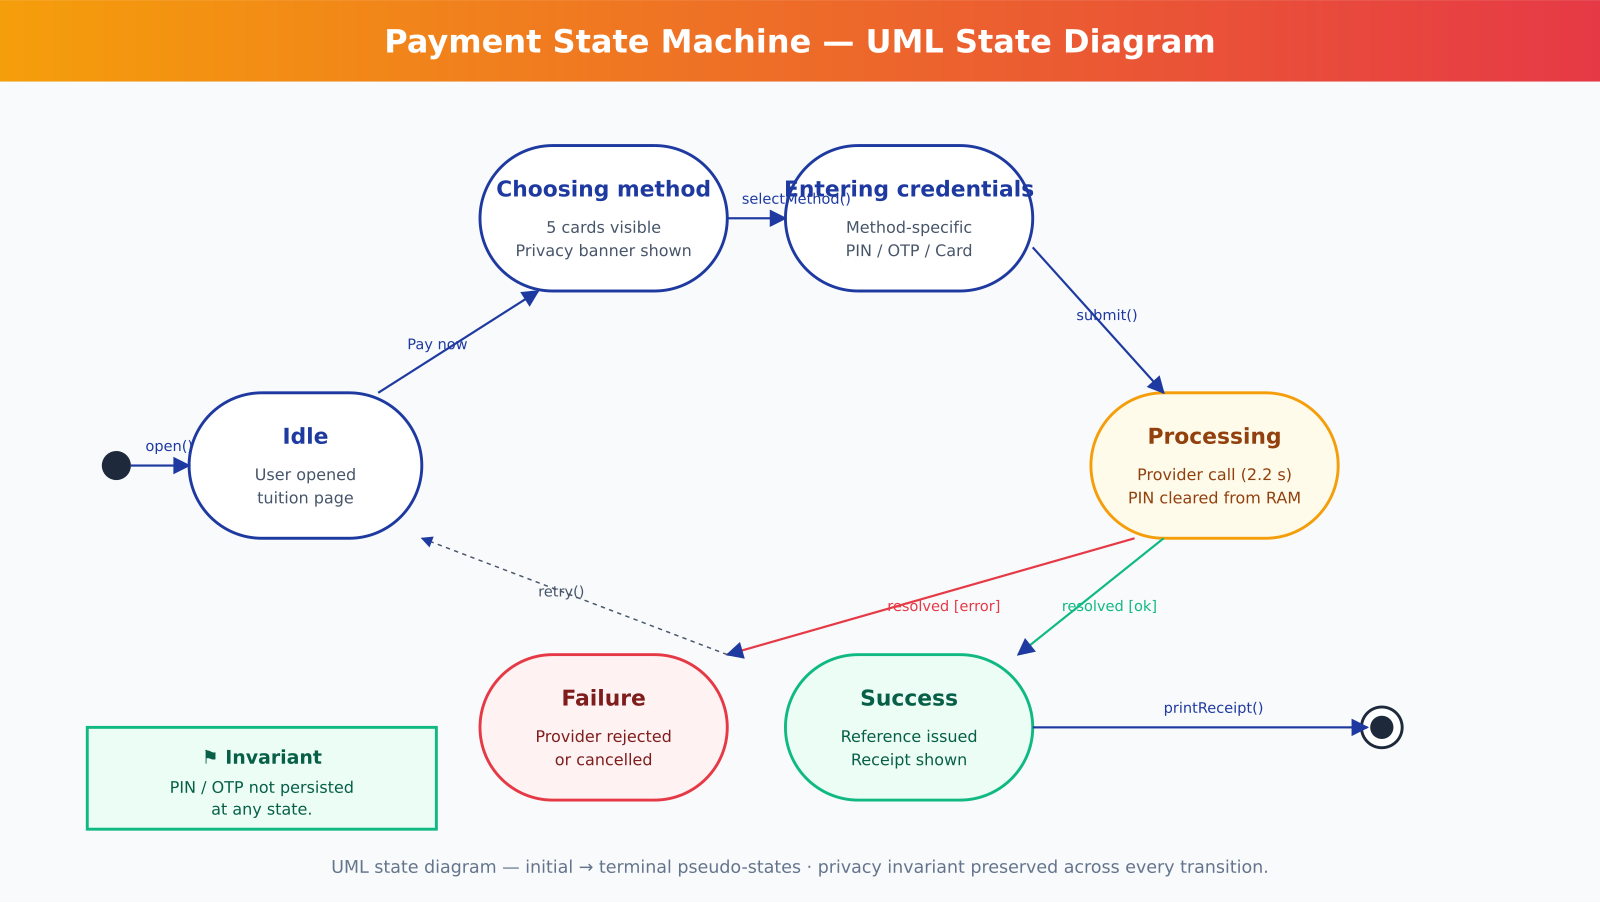 Payment State Machine — UML State Diagram
Choosing method
5 cards visible
Privacy banner shown
selectMethod()
Entering credentials
Method-specific
PIN / OTP / Card
submit()
Pay now
open()
Idle
User opened
tuition page
Processing
Provider call (2.2 s)
PIN cleared from RAM
retry()
resolved [error]
resolved [ok]
Failure
Provider rejected
or cancelled
Success
Reference issued
Receipt shown
printReceipt()
⚑ Invariant
PIN / OTP not persisted
at any state.
UML state diagram — initial → terminal pseudo-states · privacy invariant preserved across every transition.